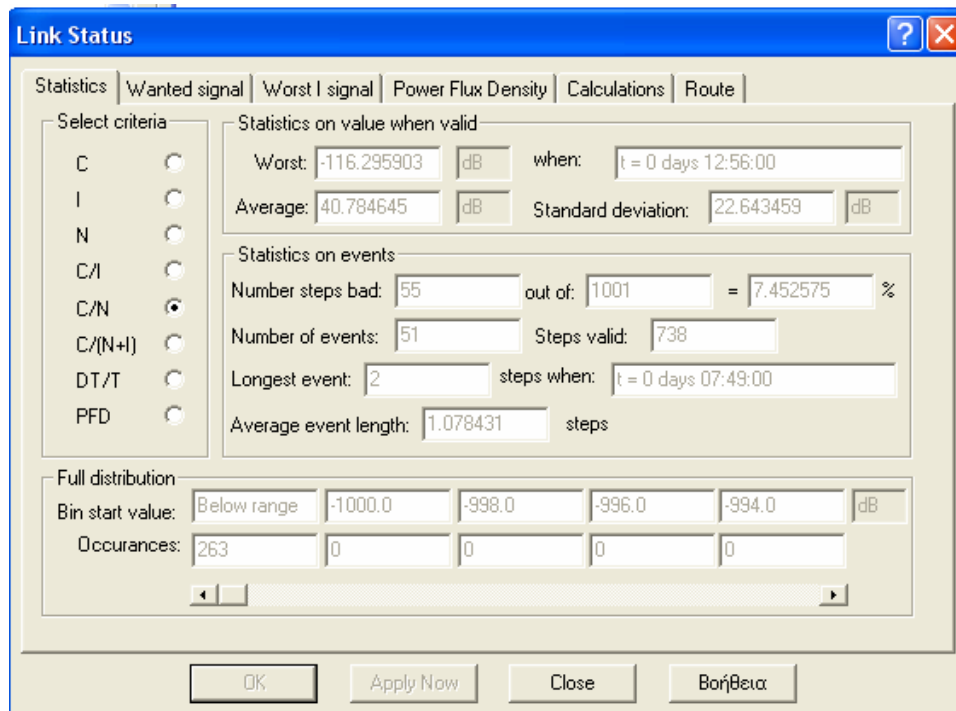 Link Status
Statistics Wanted signal Worst I signal Power Flux Density Calculations Route
Select criteria
C
I
N
C/I
C/N
C/(N+I)
DT/T
PFD
Statistics on value when valid
Worst: -116.295903 dB when: t = 0 days 12:56:00
Average: 40.784645 dB Standard deviation: 22.643459 dB
Statistics on events
Number steps bad: 55 out of: 1001 = 7.452575 %
Number of events: 51 Steps valid: 738
Longest event: 2 steps when: t = 0 days 07:49:00
Average event length: 1.078431 steps
Full distribution
Bin start value: Below range -1000.0 -998.0 -996.0 -994.0 dB
Occurances: 263 0 0 0 0
OK Apply Now Close Βοήθεια